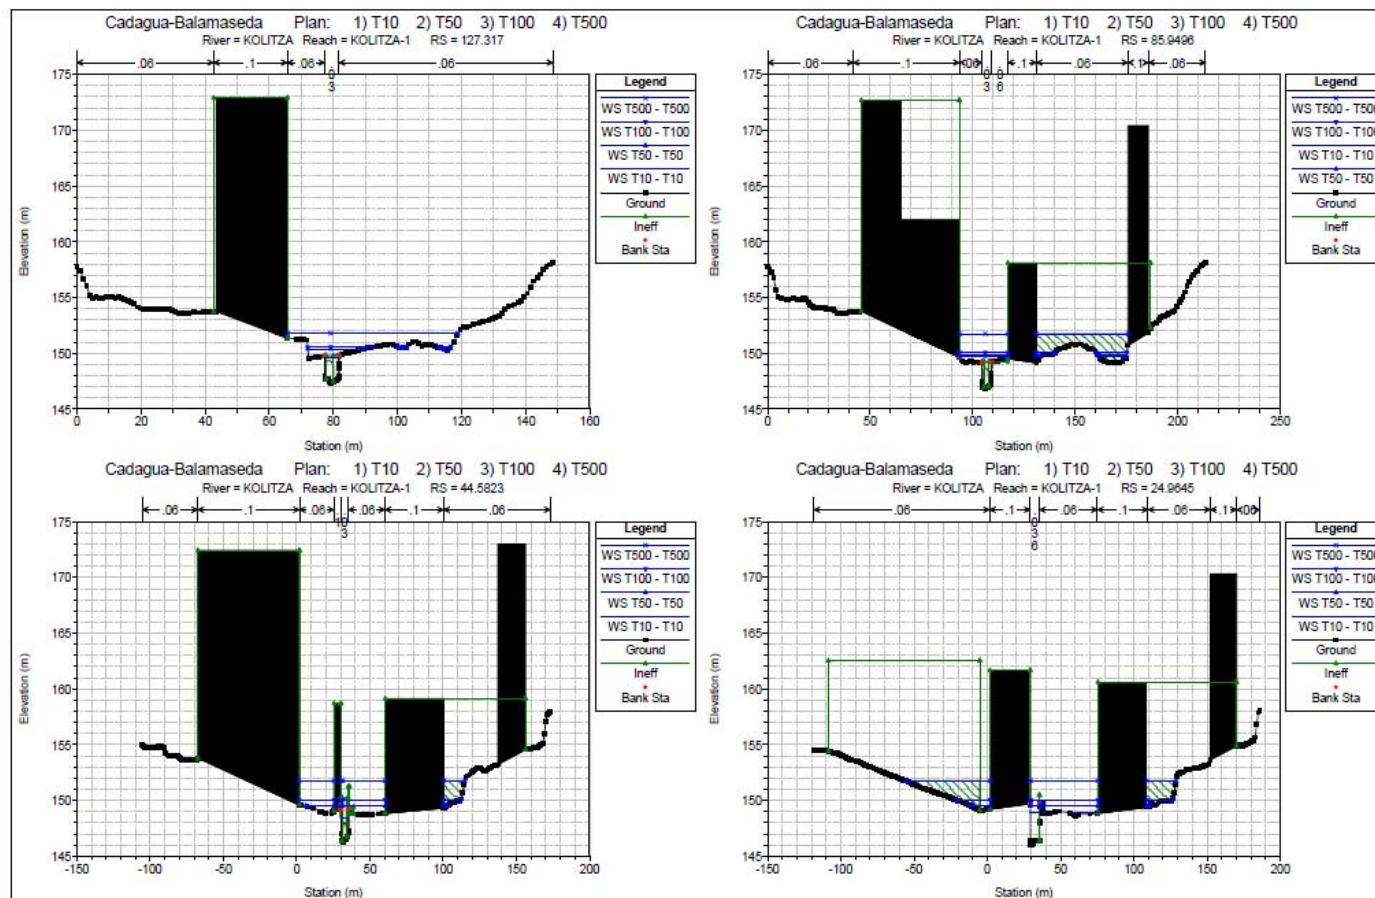 Cadagua-Balamaseda Plan: 1) T10 2) T50 3) T100 4) T500
River = KOLITZA Reach = KOLITZA-1 RS = 127.317
.06 .1 .06 .03 .06
Legend
WS T500 - T500
WS T100 - T100
WS T50 - T50
WS T10 - T10
Ground
Ineff
Bank Sta
Elevation (m)
175
170
165
160
155
150
145
0 20 40 60 80 100 120 140 160
Station (m)
Cadagua-Balamaseda Plan: 1) T10 2) T50 3) T100 4) T500
River = KOLITZA Reach = KOLITZA-1 RS = 85.9496
.06 .1 .06 .1 .06 .1 .06
Legend
WS T500 - T500
WS T100 - T100
WS T10 - T10
WS T50 - T50
Ground
Ineff
Bank Sta
Elevation (m)
175
170
165
160
155
150
145
0 50 100 150 200 250
Station (m)
Cadagua-Balamaseda Plan: 1) T10 2) T50 3) T100 4) T500
River = KOLITZA Reach = KOLITZA-1 RS = 44.5823
.06 .1 .06 .06 .1 .06
Legend
WS T500 - T500
WS T100 - T100
WS T50 - T50
WS T10 - T10
Ground
Ineff
Bank Sta
Elevation (m)
175
170
165
160
155
150
145
-150 -100 -50 0 50 100 150 200
Station (m)
Cadagua-Balamaseda Plan: 1) T10 2) T50 3) T100 4) T500
River = KOLITZA Reach = KOLITZA-1 RS = 24.9645
.06 .1 .06 .1 .06 .1 .06
Legend
WS T500 - T500
WS T100 - T100
WS T50 - T50
WS T10 - T10
Ground
Ineff
Bank Sta
Elevation (m)
175
170
165
160
155
150
145
-150 -100 -50 0 50 100 150 200
Station (m)